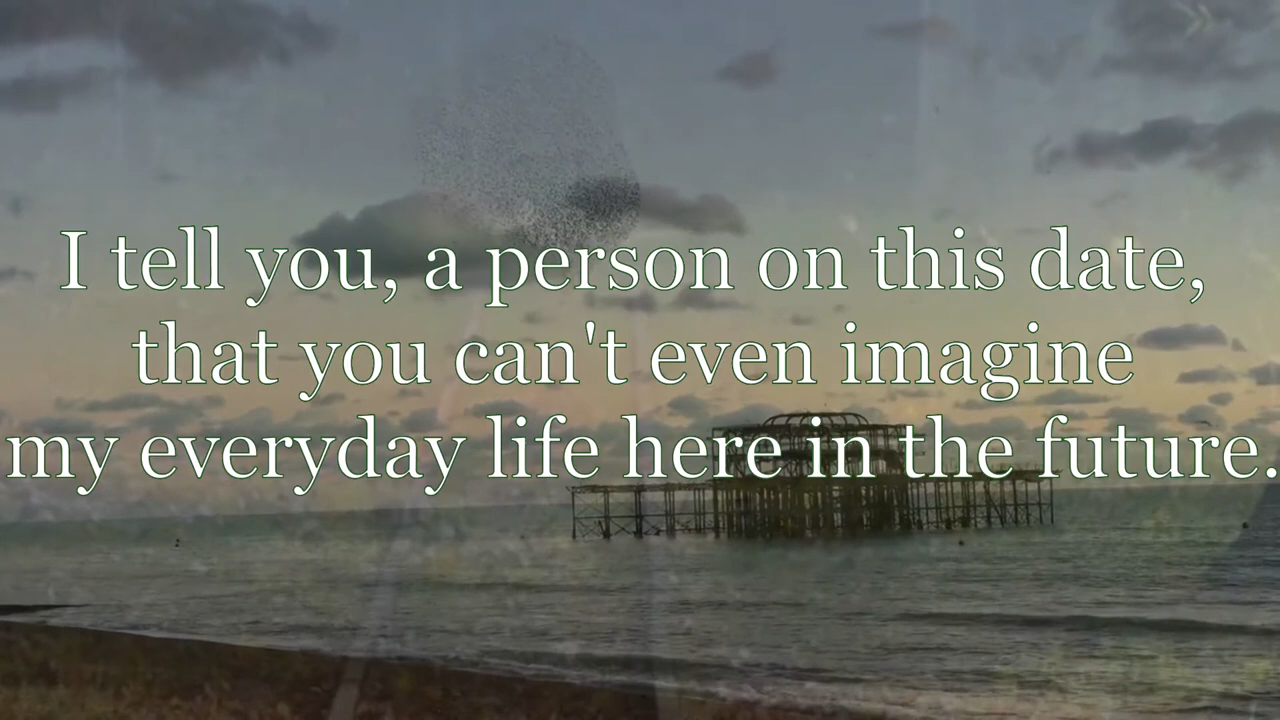 I tell you, a person on this date,
that you can't even imagine
my everyday life here in the future.